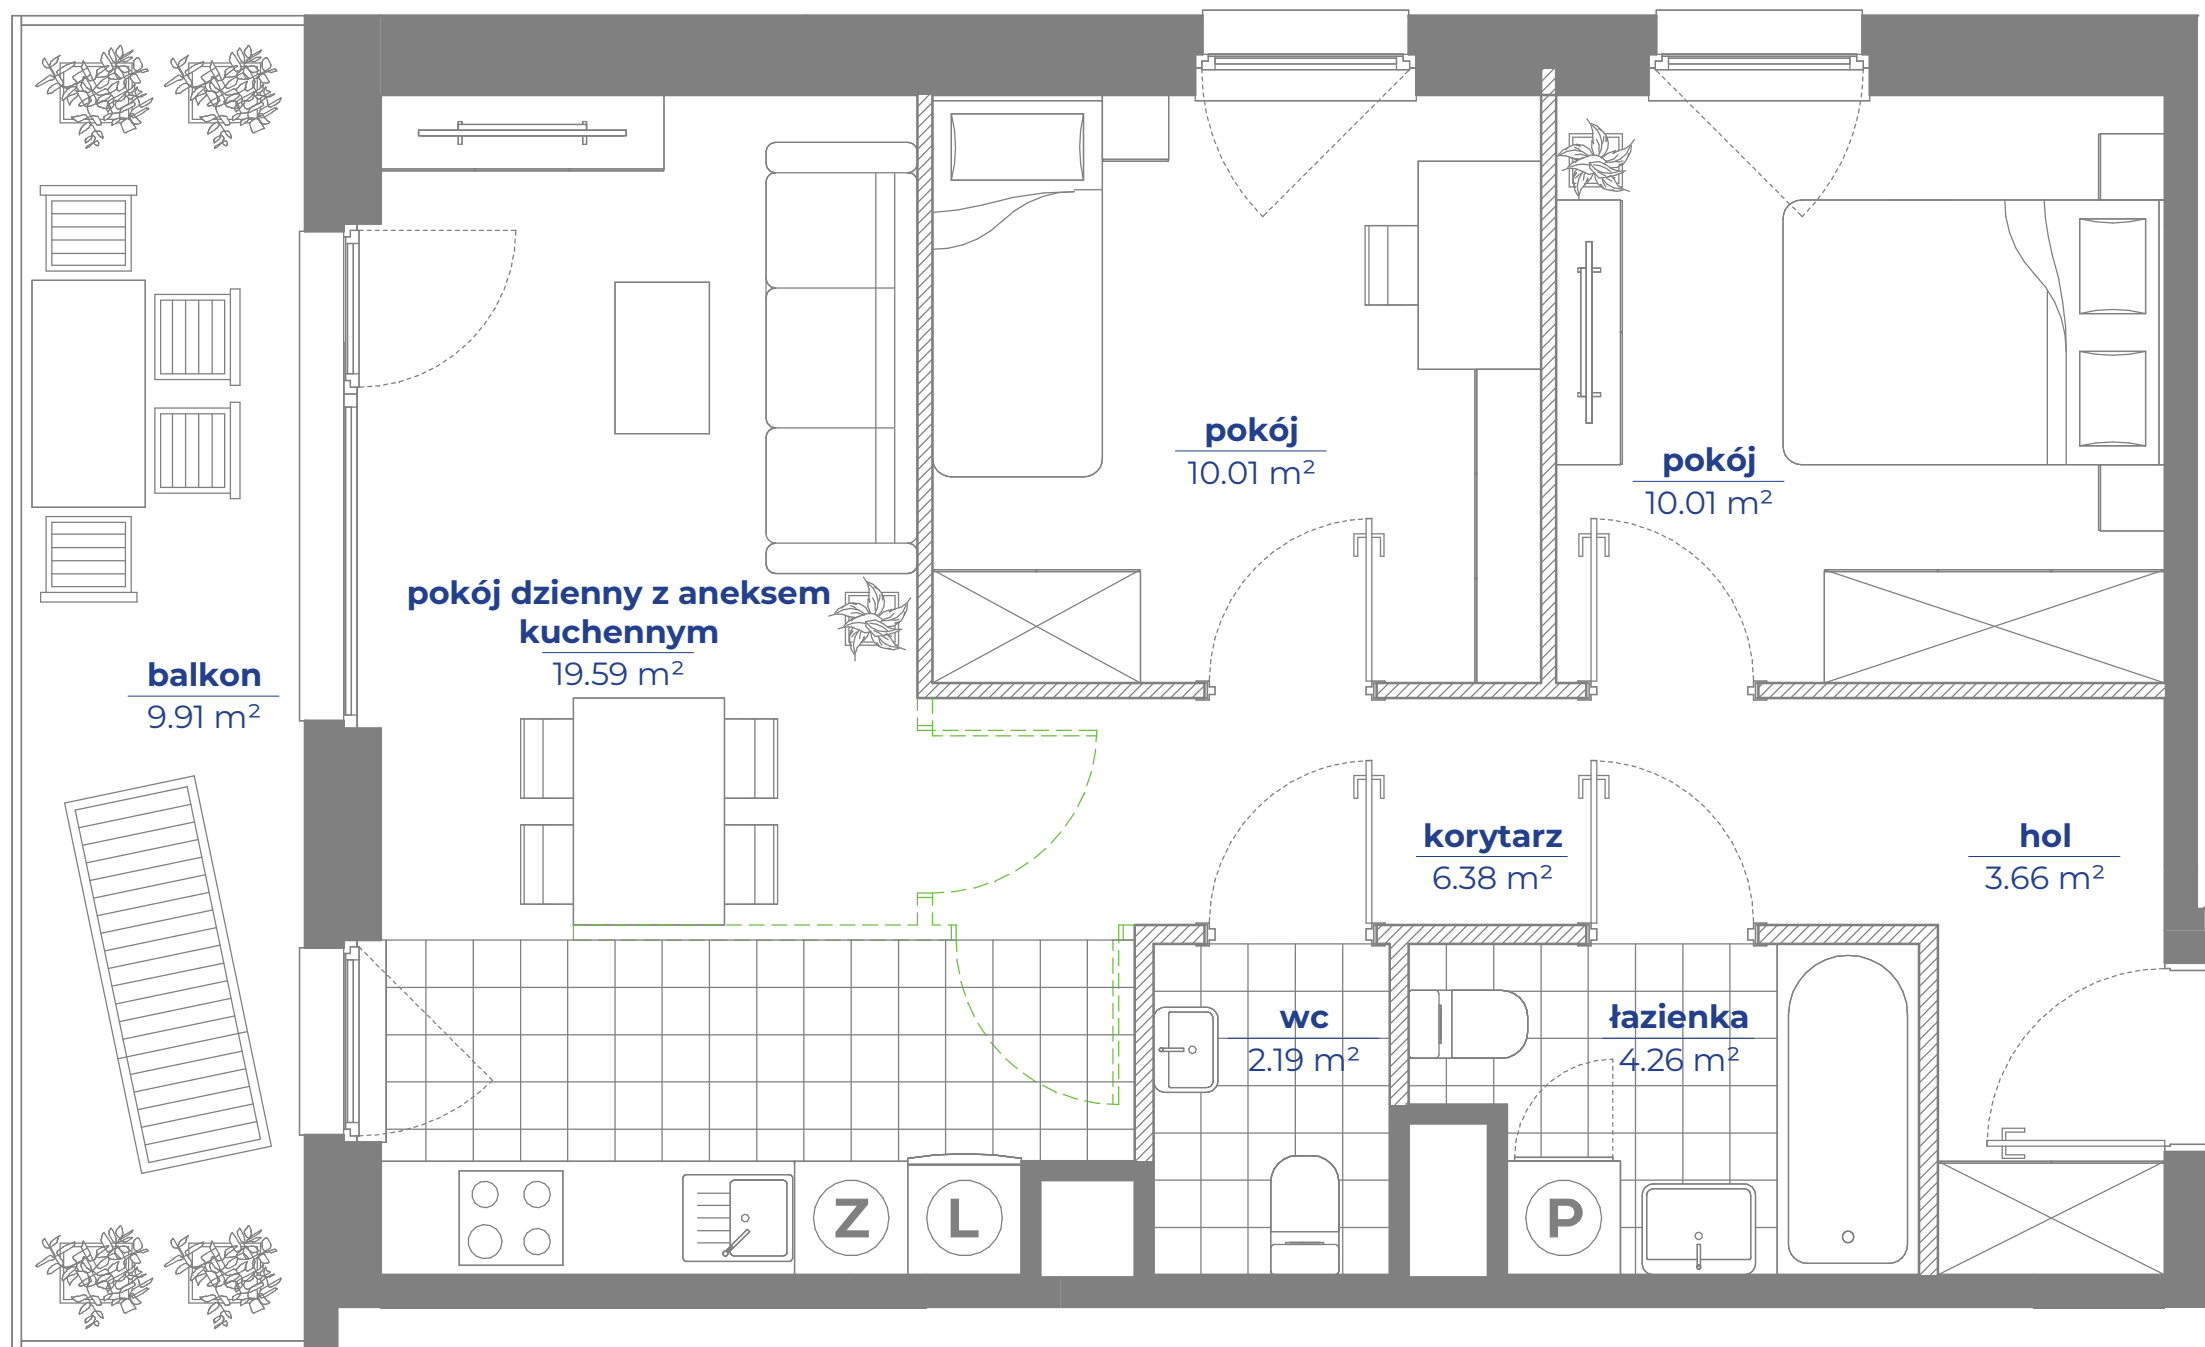 pokój
10.01 m²
pokój
10.01 m²
pokój dzienny z aneksem
kuchennym
19.59 m²
balkon
9.91 m²
korytarz
6.38 m²
hol
3.66 m²
wc
2.19 m²
łazienka
4.26 m²
Z
L
P